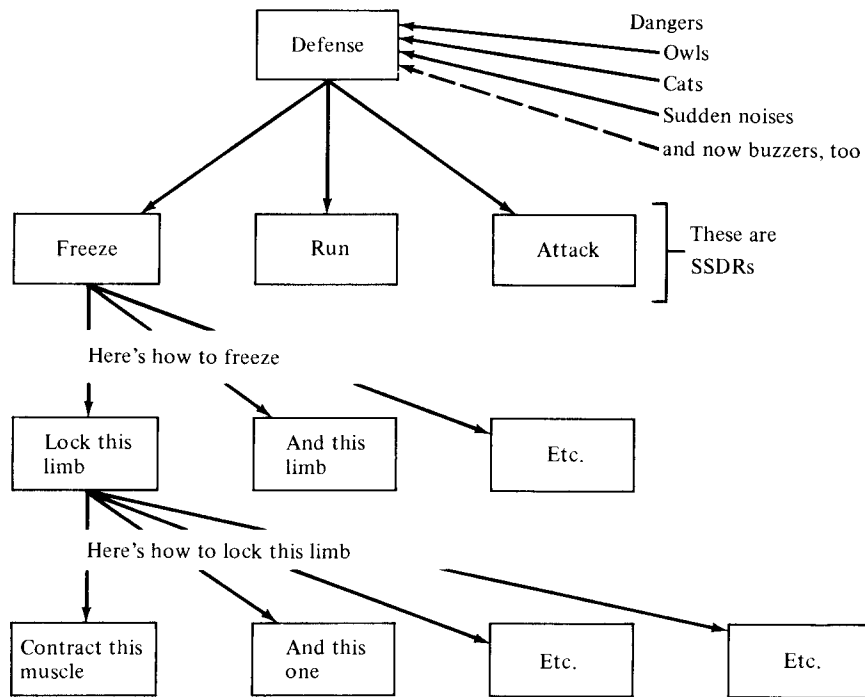 Dangers
Defense
Owls
Cats
Sudden noises
and now buzzers, too
Freeze
Run
Attack
These are
SSDRs
Here's how to freeze
Lock this
limb
And this
limb
Etc.
Here's how to lock this limb
Contract this
muscle
And this
one
Etc.
Etc.